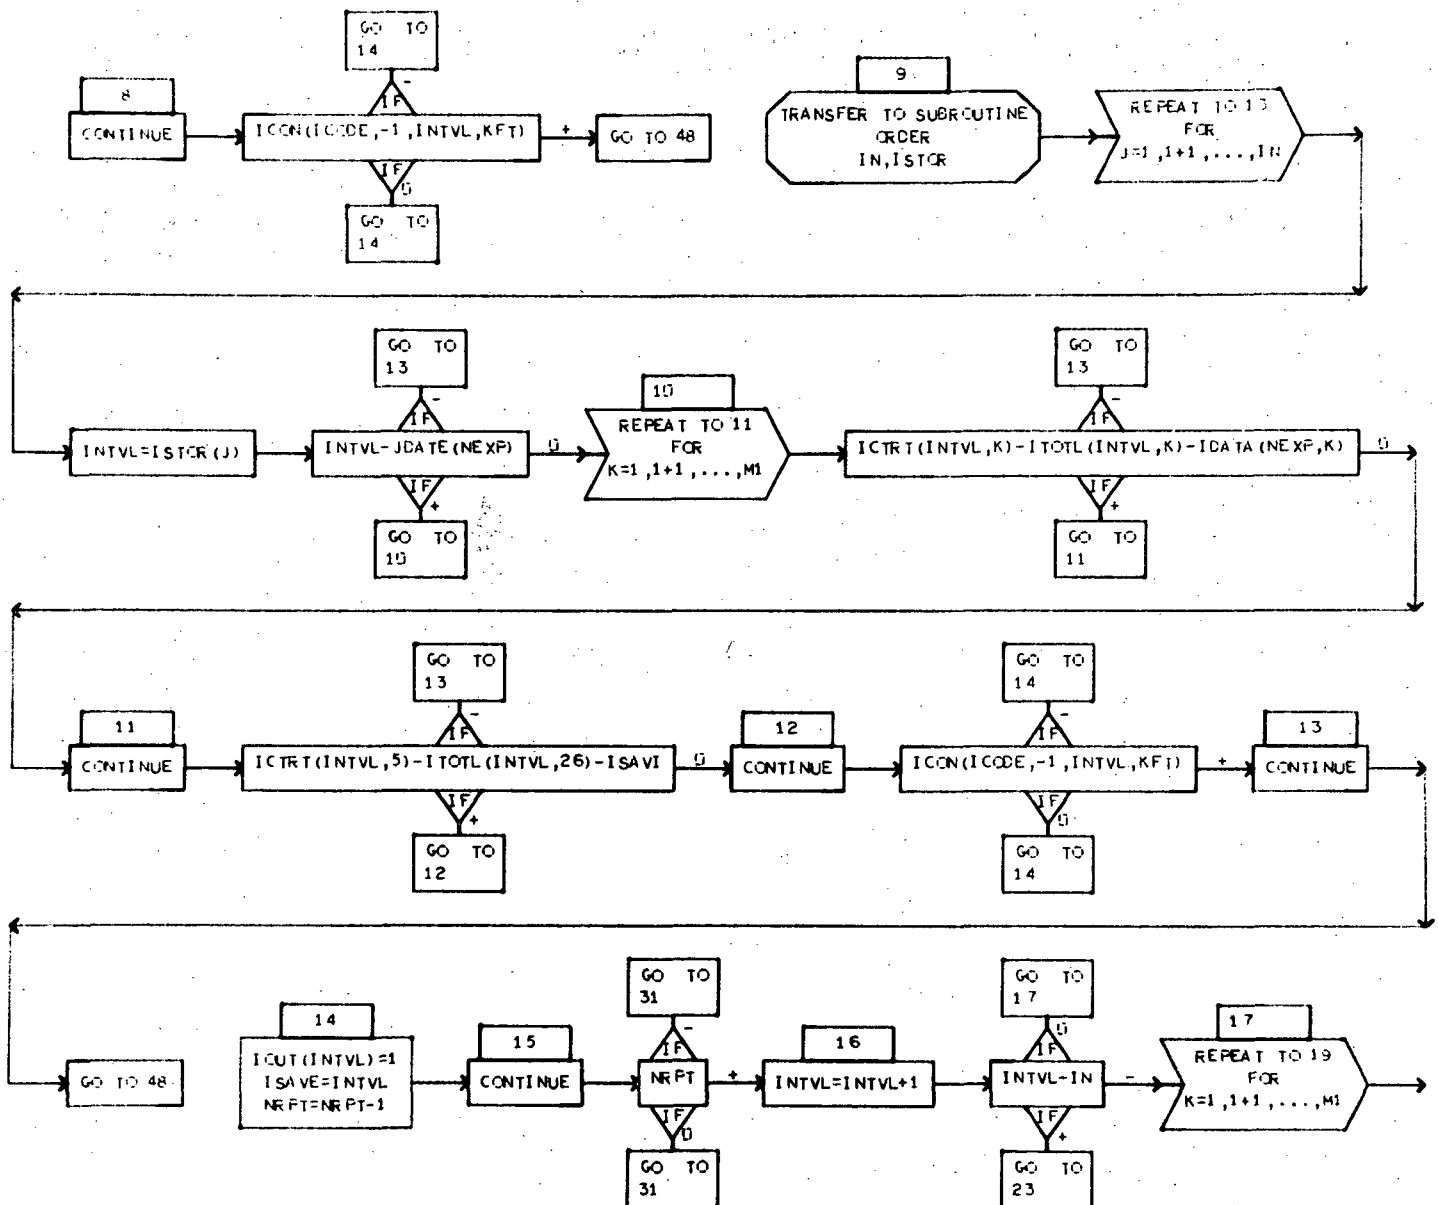 GO TO
14
8
CONTINUE
IF -
ICON(ICODE,-1,INTVL,KFT)
+
GO TO 48
IF 0
GO TO
14
9
TRANSFER TO SUBROUTINE
ORDER
IN,ISTOR
REPEAT TO 13
FOR
J=1,1+1,...,IN
INTVL=ISTOR(J)
GO TO
13
IF -
INTVL-JDATE(NEXP)
0
IF +
GO TO
10
10
REPEAT TO 11
FOR
K=1,1+1,...,M1
GO TO
13
IF -
ICTRT(INTVL,K)-ITOTL(INTVL,K)-IDATA(NEXP,K)
0
IF +
GO TO
11
11
CONTINUE
GO TO
13
IF -
ICTRT(INTVL,5)-ITOTL(INTVL,26)-ISAVI
0
IF +
GO TO
12
12
CONTINUE
GO TO
14
IF -
ICON(ICODE,-1,INTVL,KFT)
+
IF 0
GO TO
14
13
CONTINUE
GO TO 48
14
IOUT(INTVL)=1
ISAVE=INTVL
NRPT=NRPT-1
15
CONTINUE
GO TO
31
IF -
NRPT
+
IF 0
GO TO
31
16
INTVL=INTVL+1
GO TO
17
IF 0
INTVL-IN
-
IF +
GO TO
23
17
REPEAT TO 19
FOR
K=1,1+1,...,M1